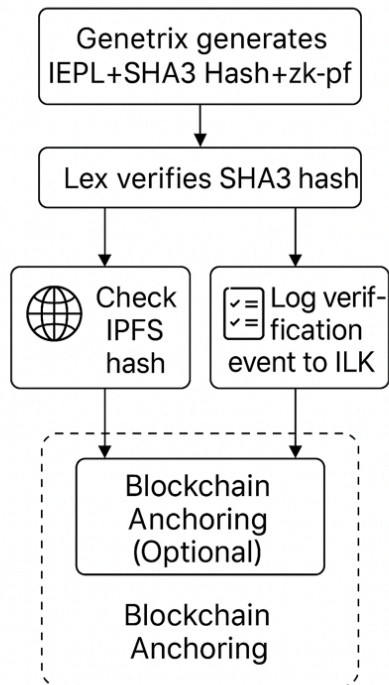 Genetrix generates
IEPL+SHA3 Hash+zk-pf
Lex verifies SHA3 hash
Check
IPFS
hash
Log verif-
fication
event to ILK
Blockchain
Anchoring
(Optional)
Blockchain
Anchoring